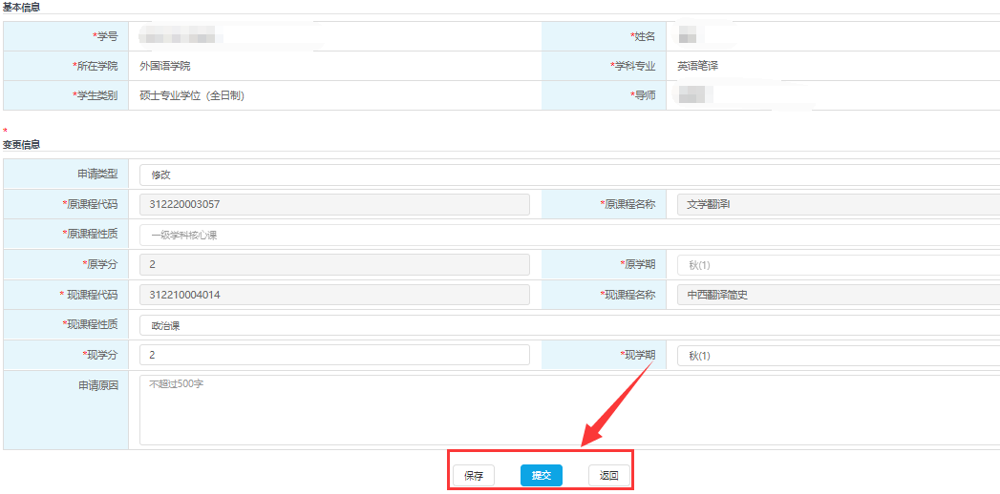 基本信息
*学号 *姓名
*所在学院 外国语学院 *学科专业 英语笔译
*学生类别 硕士专业学位（全日制） *导师
*
变更信息
申请类型 修改
*原课程代码 312220003057 *原课程名称 文学翻译I
*原课程性质 一级学科核心课
*原学分 2 *原学期 秋(1)
* 现课程代码 312210004014 *现课程名称 中西翻译简史
*现课程性质 政治课
*现学分 2 *现学期 秋(1)
申请原因 不超过500字
保存 提交 返回